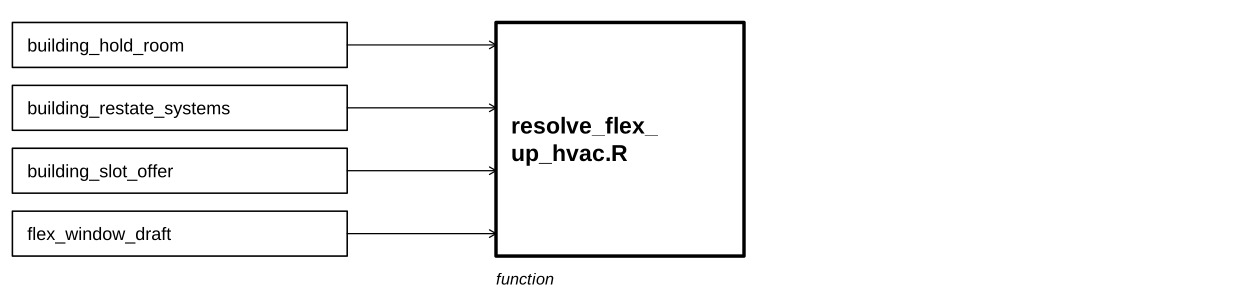 building_hold_room
building_restate_systems
building_slot_offer
flex_window_draft
resolve_flex_
up_hvac.R
function